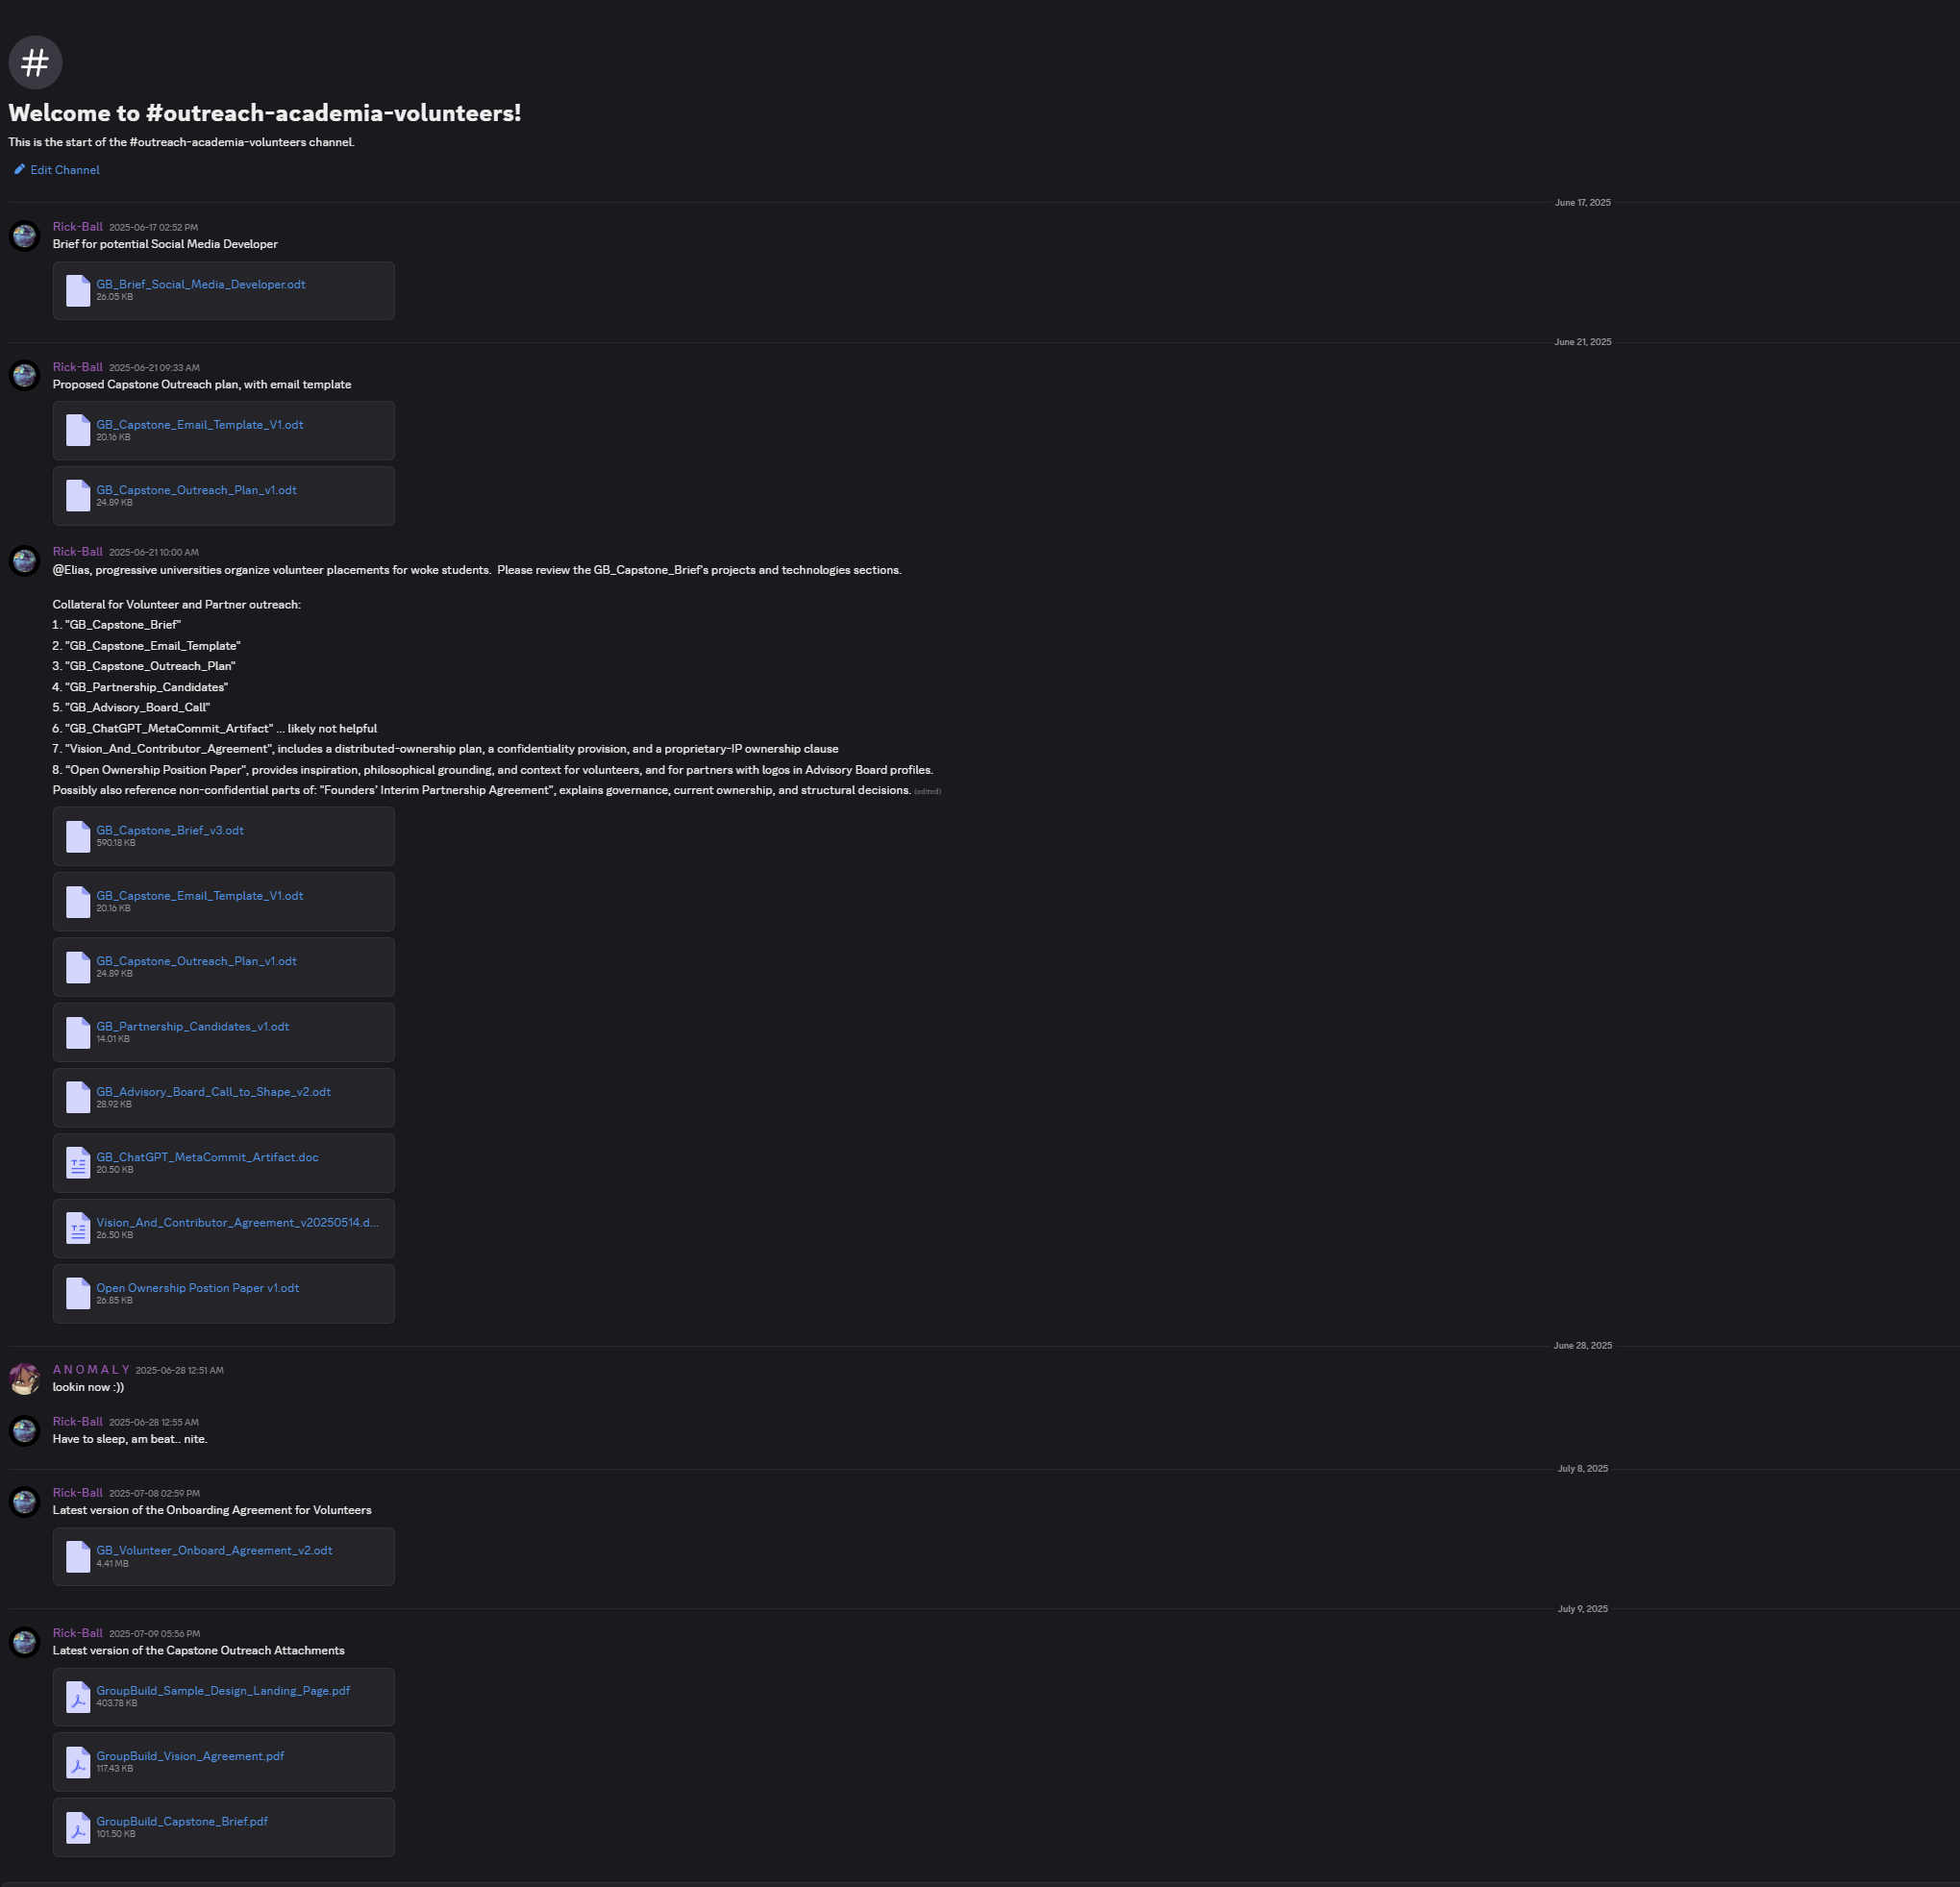 #
Welcome to #outreach-academia-volunteers!
This is the start of the #outreach-academia-volunteers channel.
Edit Channel
June 17, 2025
Rick-Ball 2025-06-17 02:52 PM
Brief for potential Social Media Developer
GB_Brief_Social_Media_Developer.odt
26.05 KB
June 21, 2025
Rick-Ball 2025-06-21 09:33 AM
Proposed Capstone Outreach plan, with email template
GB_Capstone_Email_Template_V1.odt
20.16 KB
GB_Capstone_Outreach_Plan_v1.odt
24.89 KB
Rick-Ball 2025-06-21 10:00 AM
@Elias, progressive universities organize volunteer placements for woke students.  Please review the GB_Capstone_Brief's projects and technologies sections.
Collateral for Volunteer and Partner outreach:
1. "GB_Capstone_Brief"
2. "GB_Capstone_Email_Template"
3. "GB_Capstone_Outreach_Plan"
4. "GB_Partnership_Candidates"
5. "GB_Advisory_Board_Call"
6. "GB_ChatGPT_MetaCommit_Artifact" ... likely not helpful
7. "Vision_And_Contributor_Agreement", includes a distributed-ownership plan, a confidentiality provision, and a proprietary-IP ownership clause
8. “Open Ownership Position Paper”, provides inspiration, philosophical grounding, and context for volunteers, and for partners with logos in Advisory Board profiles.
Possibly also reference non-confidential parts of: “Founders’ Interim Partnership Agreement”, explains governance, current ownership, and structural decisions. (edited)
GB_Capstone_Brief_v3.odt
590.18 KB
GB_Capstone_Email_Template_V1.odt
20.16 KB
GB_Capstone_Outreach_Plan_v1.odt
24.89 KB
GB_Partnership_Candidates_v1.odt
14.01 KB
GB_Advisory_Board_Call_to_Shape_v2.odt
28.92 KB
GB_ChatGPT_MetaCommit_Artifact.doc
20.50 KB
Vision_And_Contributor_Agreement_v20250514.d...
26.50 KB
Open Ownership Postion Paper v1.odt
26.85 KB
June 28, 2025
A N O M A L Y 2025-06-28 12:51 AM
lookin now :))
Rick-Ball 2025-06-28 12:55 AM
Have to sleep, am beat.. nite.
July 8, 2025
Rick-Ball 2025-07-08 02:59 PM
Latest version of the Onboarding Agreement for Volunteers
GB_Volunteer_Onboard_Agreement_v2.odt
4.41 MB
July 9, 2025
Rick-Ball 2025-07-09 05:56 PM
Latest version of the Capstone Outreach Attachments
GroupBuild_Sample_Design_Landing_Page.pdf
403.78 KB
GroupBuild_Vision_Agreement.pdf
117.43 KB
GroupBuild_Capstone_Brief.pdf
101.50 KB